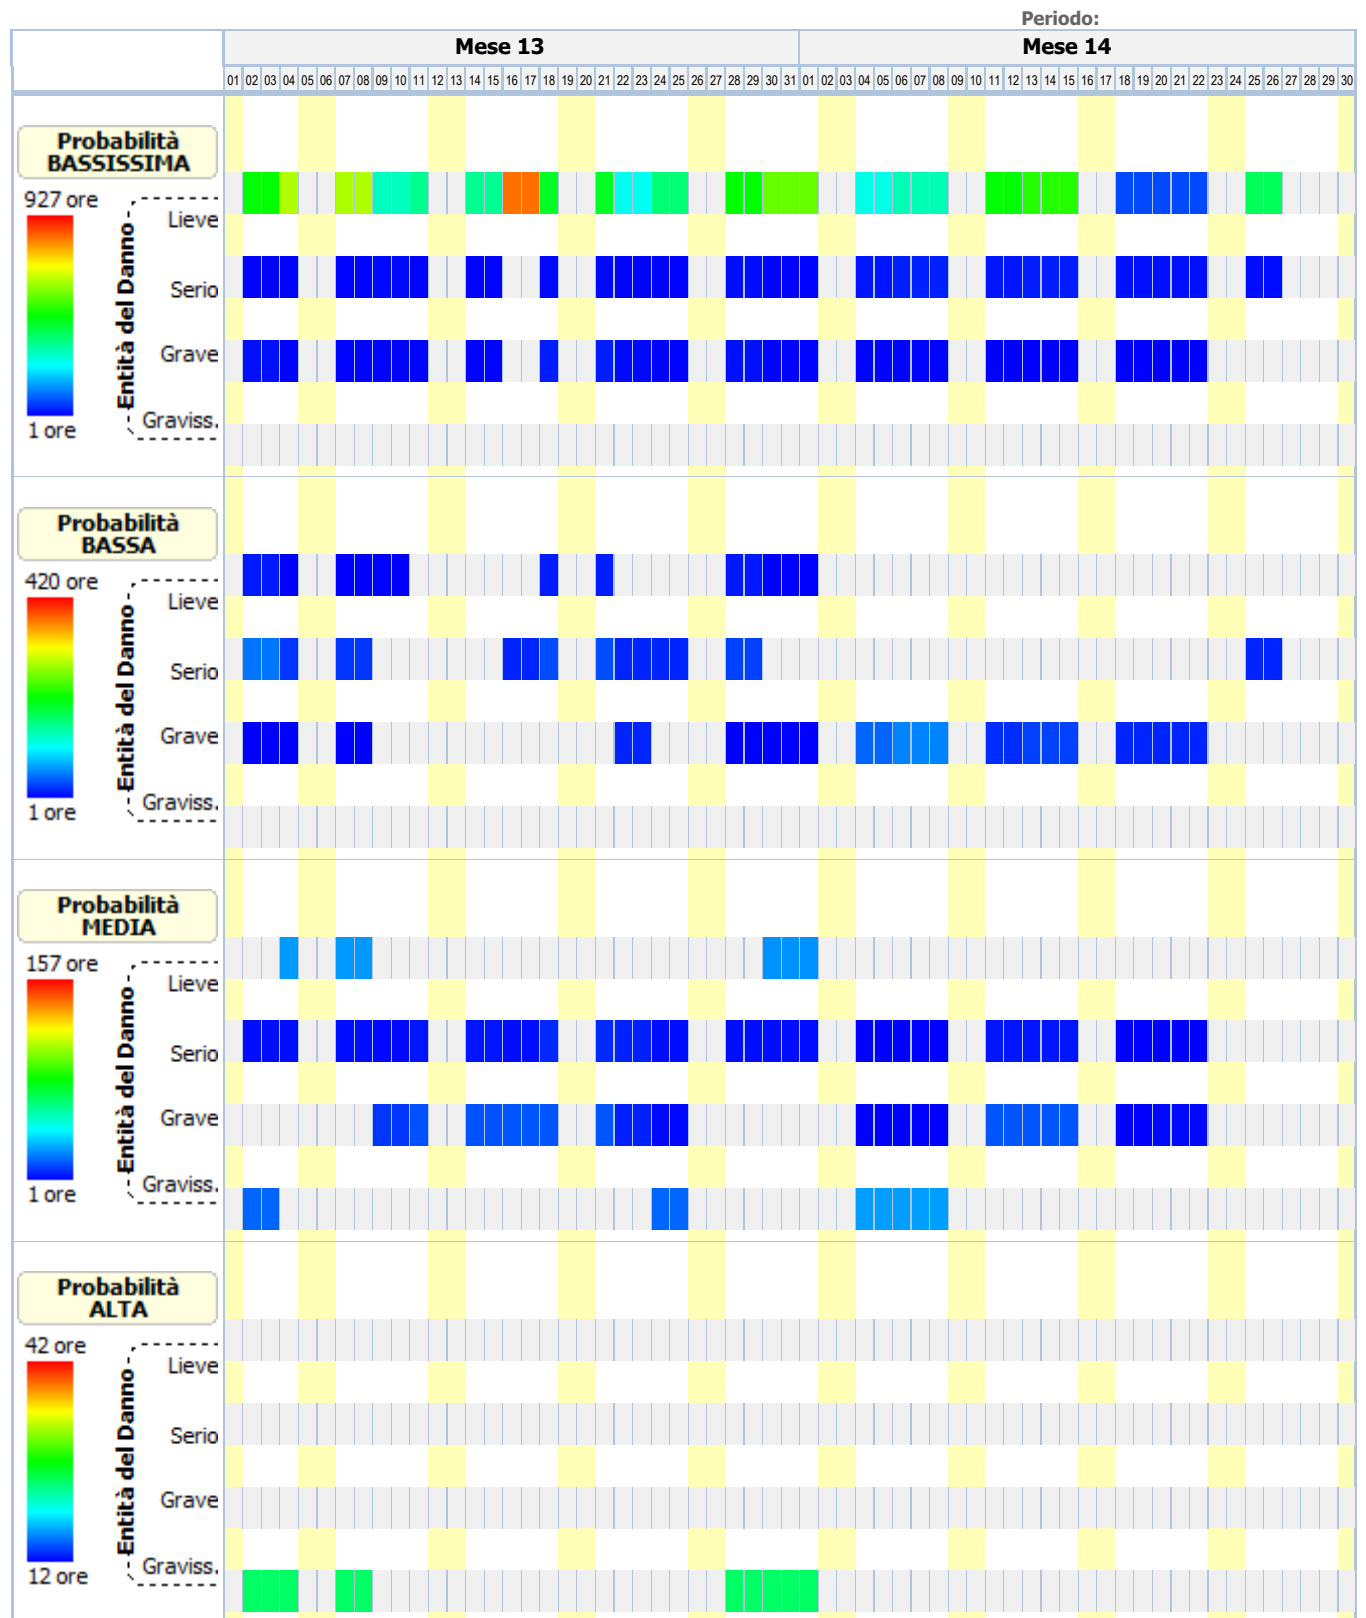 Periodo:
Mese 13 Mese 14
01 02 03 04 05 06 07 08 09 10 11 12 13 14 15 16 17 18 19 20 21 22 23 24 25 26 27 28 29 30 31 01 02 03 04 05 06 07 08 09 10 11 12 13 14 15 16 17 18 19 20 21 22 23 24 25 26 27 28 29 30
Probabilità
BASSISSIMA
927 ore
Lieve
Serio
Entità del Danno
Grave
Graviss.
1 ore
Probabilità
BASSA
420 ore
Lieve
Serio
Entità del Danno
Grave
Graviss.
1 ore
Probabilità
MEDIA
157 ore
Lieve
Serio
Entità del Danno
Grave
Graviss.
1 ore
Probabilità
ALTA
42 ore
Lieve
Serio
Entità del Danno
Grave
Graviss.
12 ore